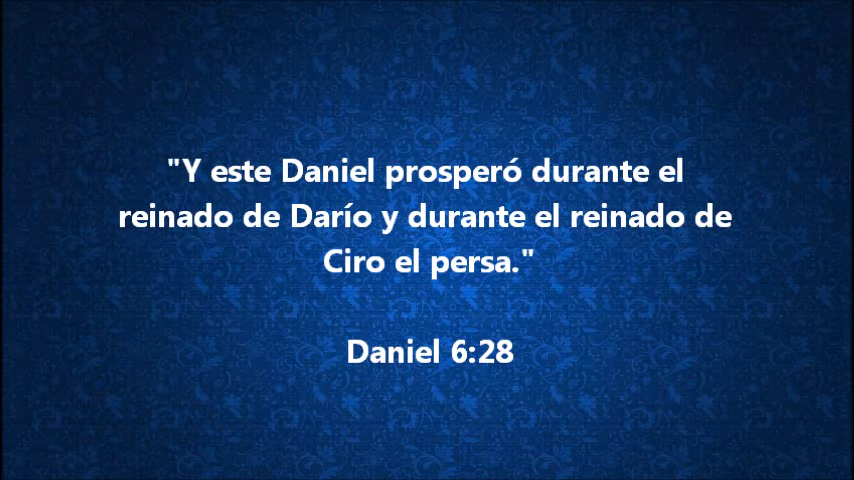 "Y este Daniel prosperó durante el
reinado de Darío y durante el reinado de
Ciro el persa."
Daniel 6:28